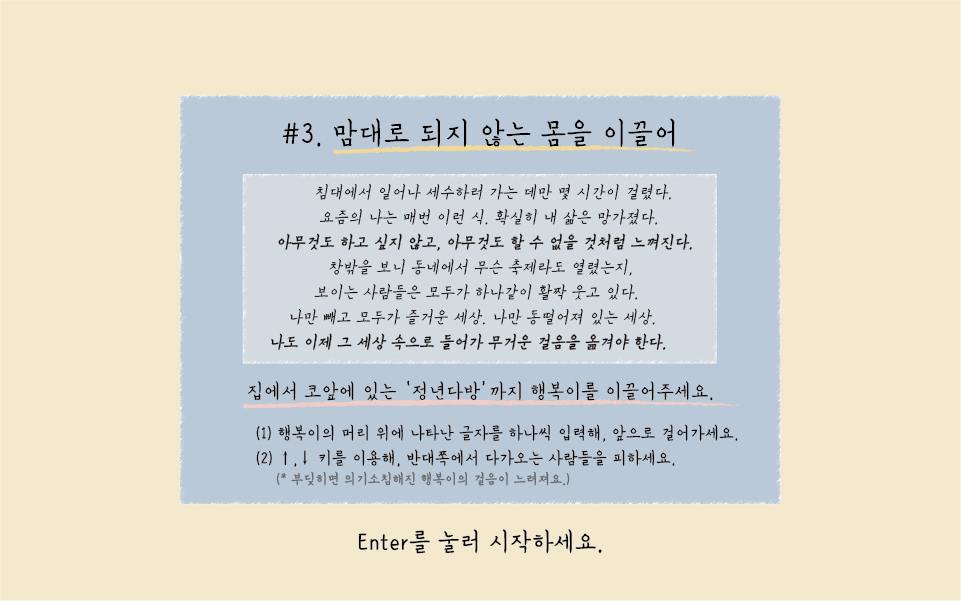 #3. 맘대로 되지 않는 몸을 이끌어
침대에서 일어나 세수하러 가는 데만 몇 시간이 걸렸다.
요즘의 나는 매번 이런 식. 확실히 내 삶은 망가졌다.
아무것도 하고 싶지 않고, 아무것도 할 수 없을 것처럼 느껴진다.
창밖을 보니 동네에서 무슨 축제라도 열렸는지,
보이는 사람들은 모두가 하나같이 활짝 웃고 있다.
나만 빼고 모두가 즐거운 세상. 나만 동떨어져 있는 세상.
나도 이제 그 세상 속으로 들어가 무거운 걸음을 옮겨야 한다.
집에서 코앞에 있는 '정년다방'까지 행복이를 이끌어주세요.
(1) 행복이의 머리 위에 나타난 글자를 하나씩 입력해, 앞으로 걸어가세요.
(2) ↑,↓ 키를 이용해, 반대쪽에서 다가오는 사람들을 피하세요.
(* 부딪히면 의기소침해진 행복이의 걸음이 느려져요.)
Enter를 눌러 시작하세요.